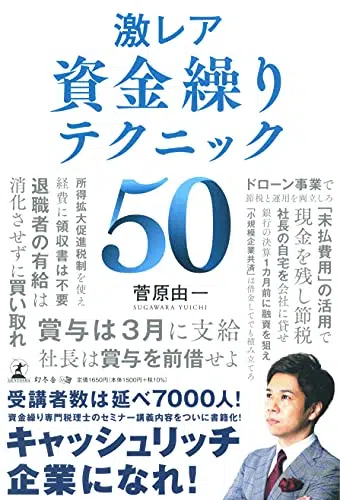 激レア
資金繰り
テクニック
50
菅原由一
SUGAWARA YUICHI
ドローン事業で
節税と運用を両立しろ
「未払費用」の活用で
現金を残し節税
社長の自宅を会社に貸せ
銀行の決算1カ月前に融資を狙え
「小規模企業共済」は借金してでも積み立てろ
所得拡大促進税制を使え
経費に領収書は不要
退職者の有給は
消化させずに買い取れ
賞与は3月に支給
社長は賞与を前借せよ
GENTOSHA
幻冬舎
定価1650円(本体1500円+税10%)
受講者数は延べ7000人!
資金繰り専門税理士のセミナー講義内容をついに書籍化!
キャッシュリッチ
企業になれ!